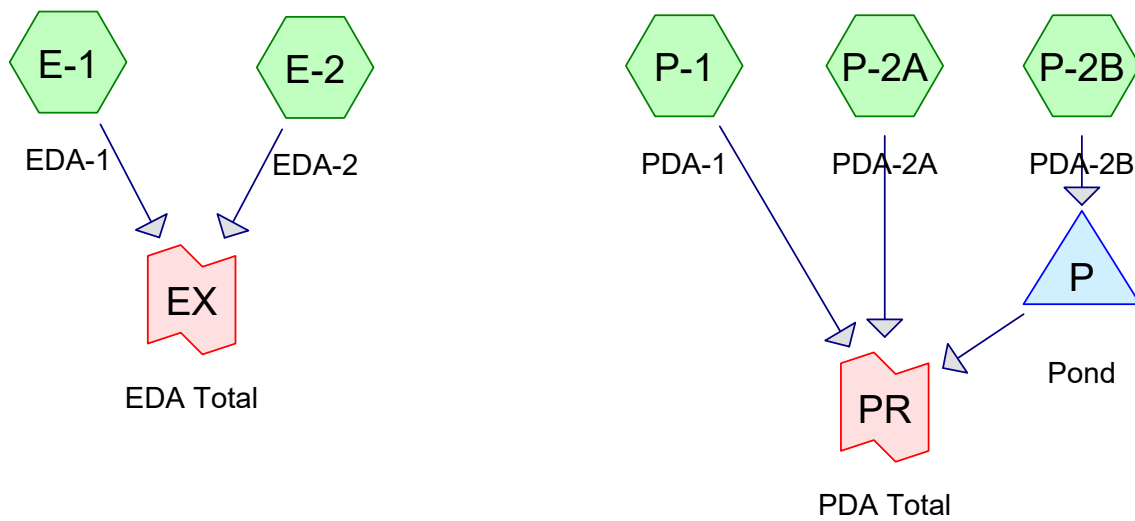 E-1
E-2
P-1
P-2A
P-2B
EDA-1
EDA-2
PDA-1
PDA-2A
PDA-2B
EX
P
EDA Total
Pond
PR
PDA Total